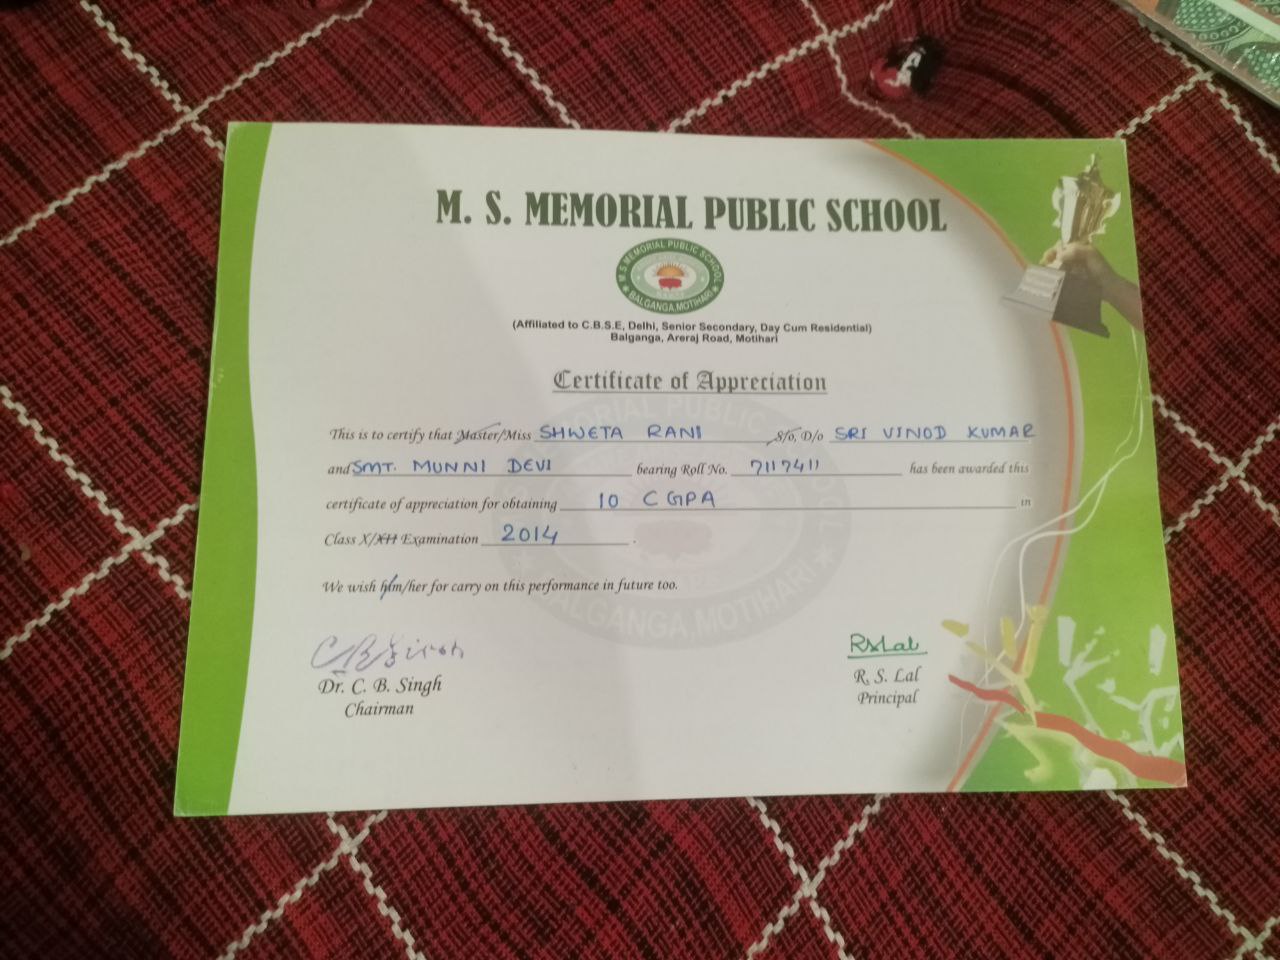 M. S. MEMORIAL PUBLIC SCHOOL
M.S MEMORIAL PUBLIC SCHOOL
BALGANGA, MOTIHARI
(Affiliated to C.B.S.E, Delhi, Senior Secondary, Day Cum Residential)
Balganga, Areraj Road, Motihari
Certificate of Appreciation
This is to certify that Master/Miss SHWETA RANI S/o, D/o SRI VINOD KUMAR
and SMT. MUNNI DEVI bearing Roll No. 7117411 has been awarded this
certificate of appreciation for obtaining 10 CGPA in
Class X/XII Examination 2014.
We wish him/her for carry on this performance in future too.
C B Singh
RSLal
Dr. C. B. Singh
R. S. Lal
Chairman
Principal